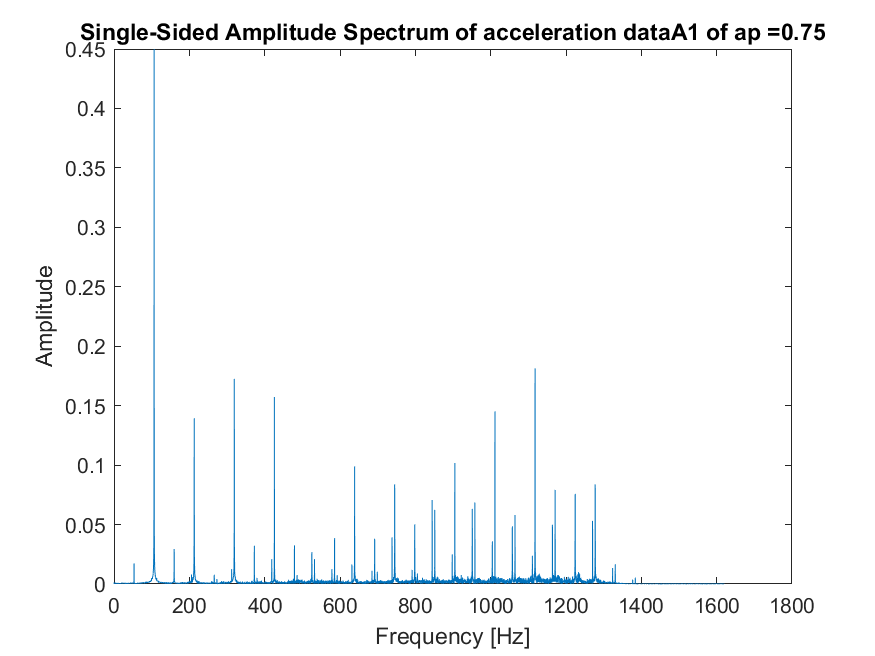 Single-Sided Amplitude Spectrum of acceleration dataA1 of ap =0.75
0.45
0.4
0.35
0.3
0.25
0.2
0.15
0.1
0.05
0
Amplitude
0 200 400 600 800 1000 1200 1400 1600 1800
Frequency [Hz]